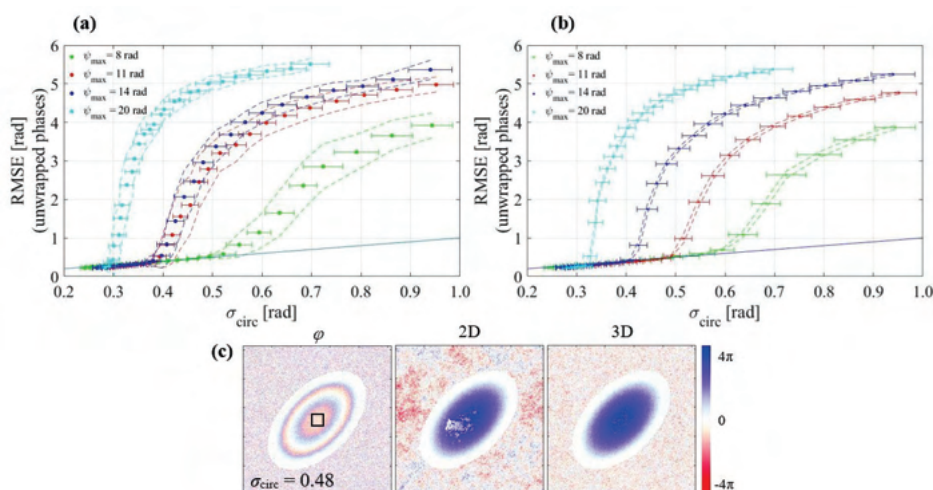 (a)
(b)
RMSE [rad]
(unwrapped phases)
6
5
4
3
2
1
0
ψmax = 8 rad
ψmax = 11 rad
ψmax = 14 rad
ψmax = 20 rad
0.2 0.3 0.4 0.5 0.6 0.7 0.8 0.9 1.0
σcirc [rad]
RMSE [rad]
(unwrapped phases)
6
5
4
3
2
1
0
ψmax = 8 rad
ψmax = 11 rad
ψmax = 14 rad
ψmax = 20 rad
0.2 0.3 0.4 0.5 0.6 0.7 0.8 0.9 1.0
σcirc [rad]
(c)
φ
2D
3D
σcirc = 0.48
4π
0
-4π